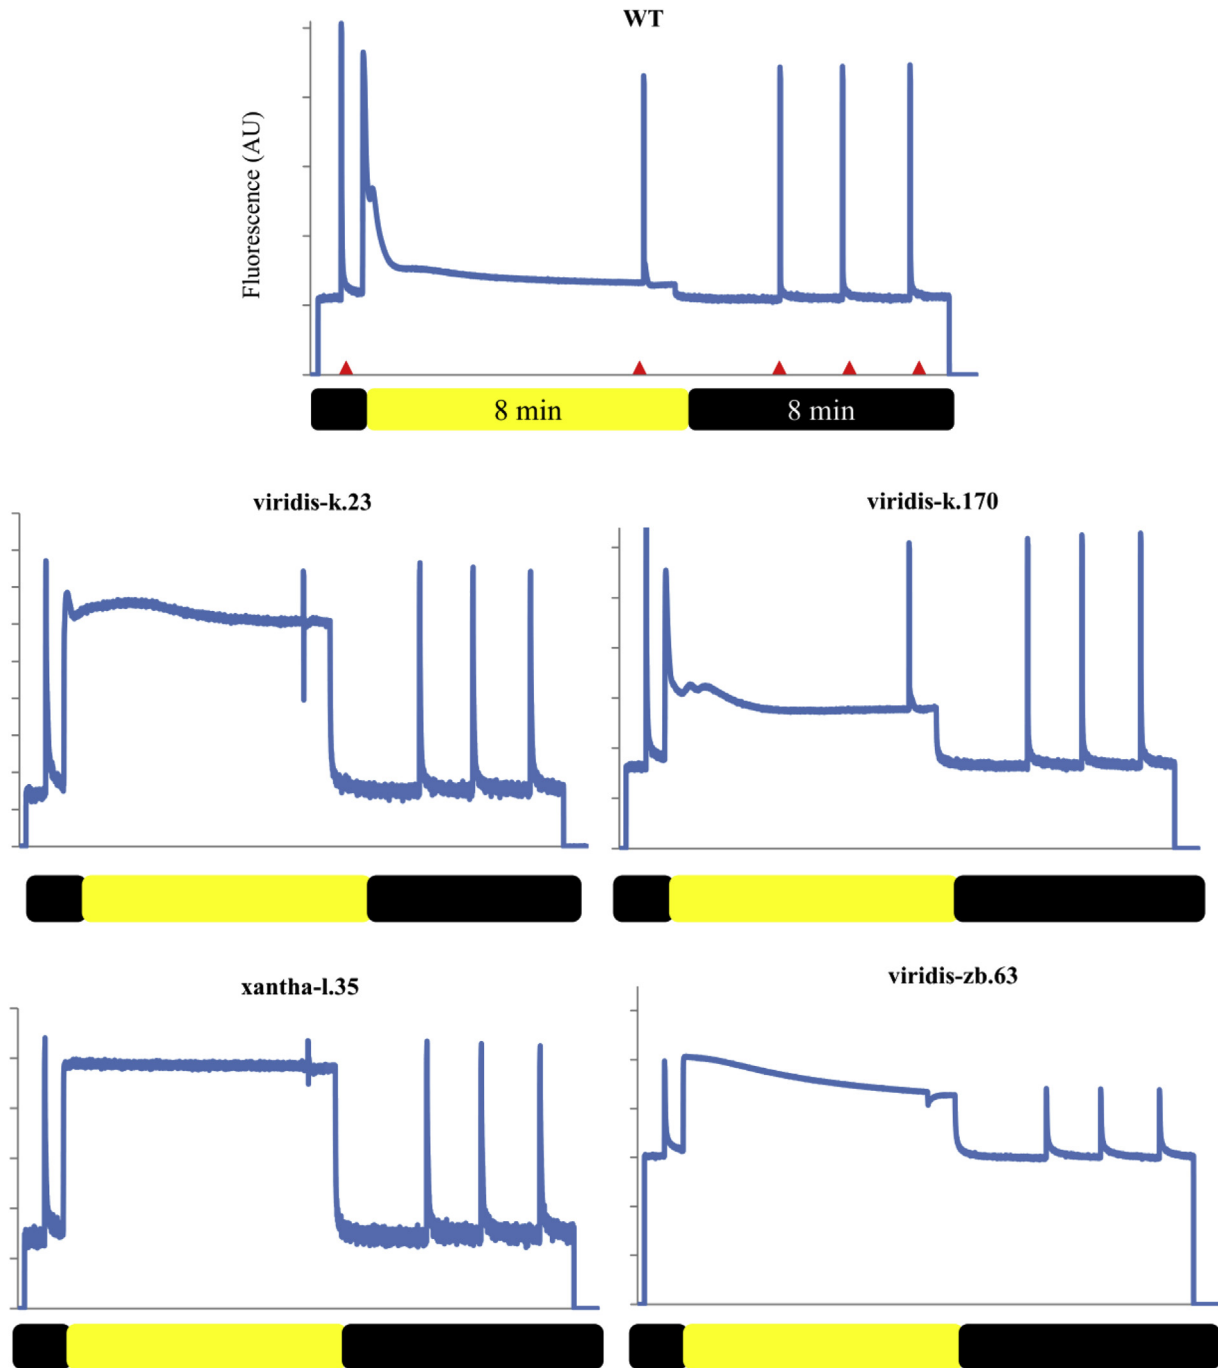 WT
Fluorescence (AU)
8 min
8 min
viridis-k.23
viridis-k.170
xantha-l.35
viridis-zb.63